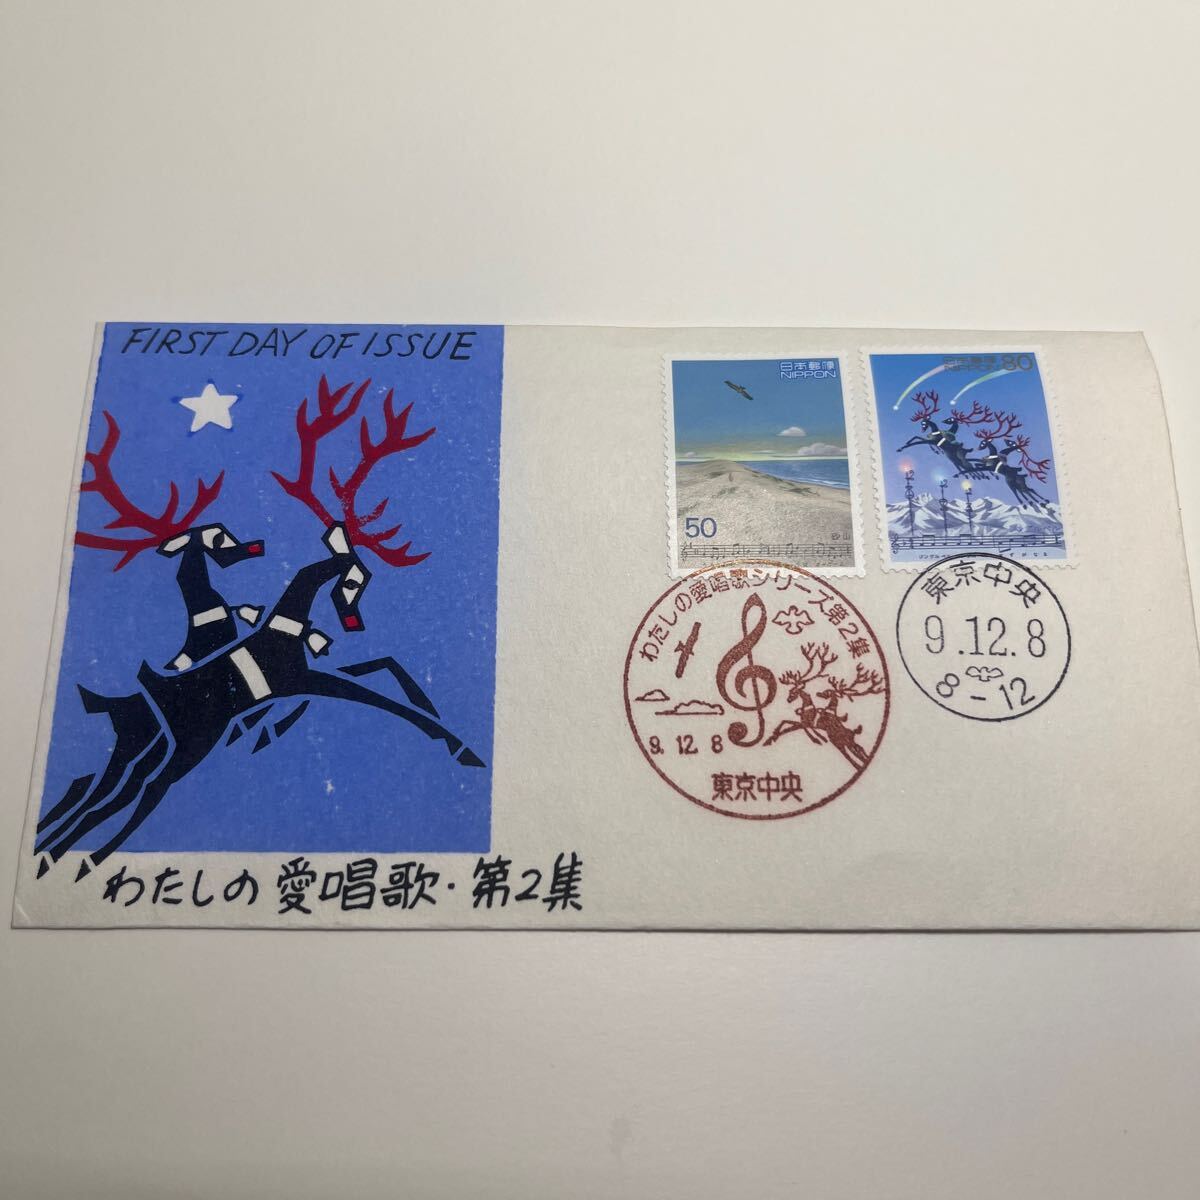 FIRST DAY OF ISSUE
わたしの愛唱歌・第2集
日本郵便
NIPPON
50
砂山
日本郵便
NIPPON 80
わたしの愛唱歌シリーズ第2集
9.12.8
東京中央
東京中央
9.12.8
8-12